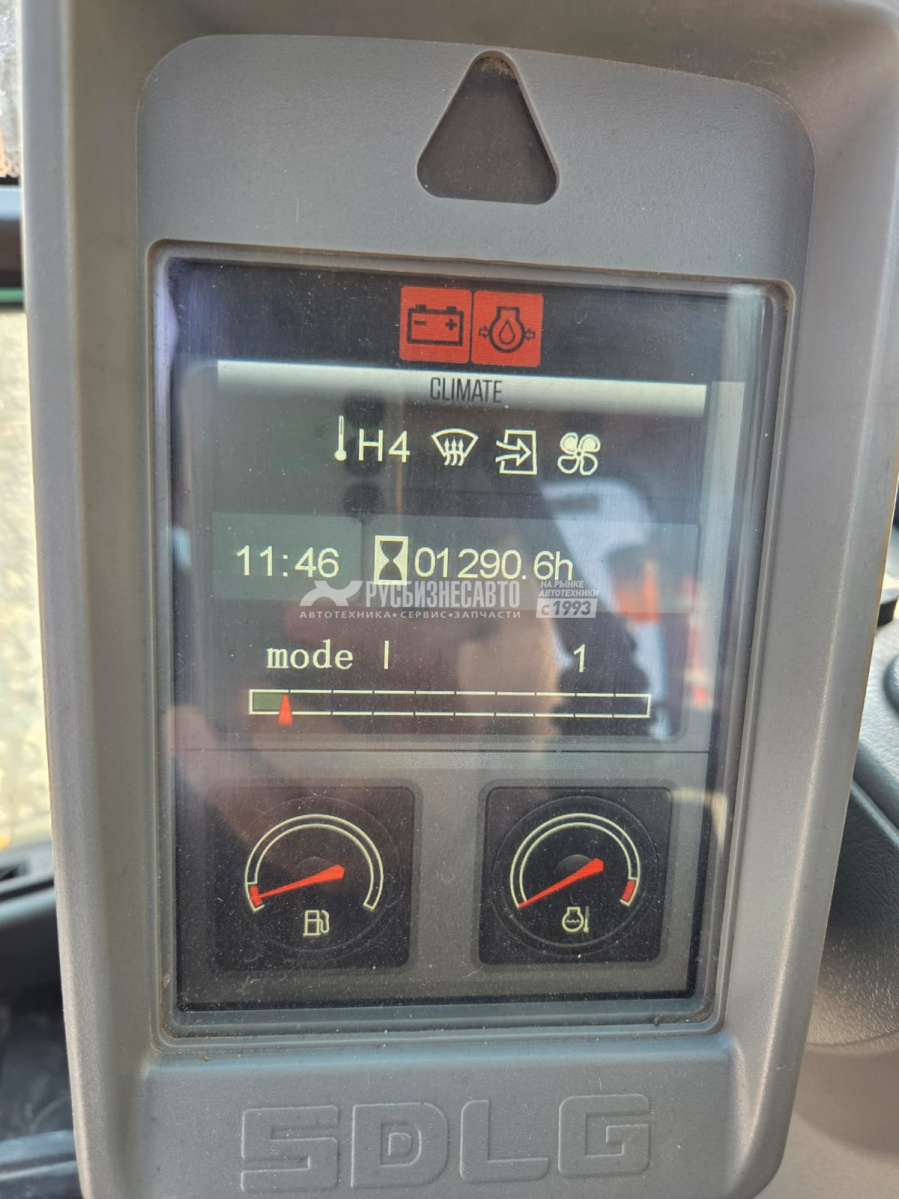 CLIMATE
H4
11:46 01290.6h
РУСБИЗНЕСАВТО
АВТОТЕХНИКА•СЕРВИС•ЗАПЧАСТИ
НА РЫНКЕ
АВТОТЕХНИКИ
с 1993
mode I 1
SDLG